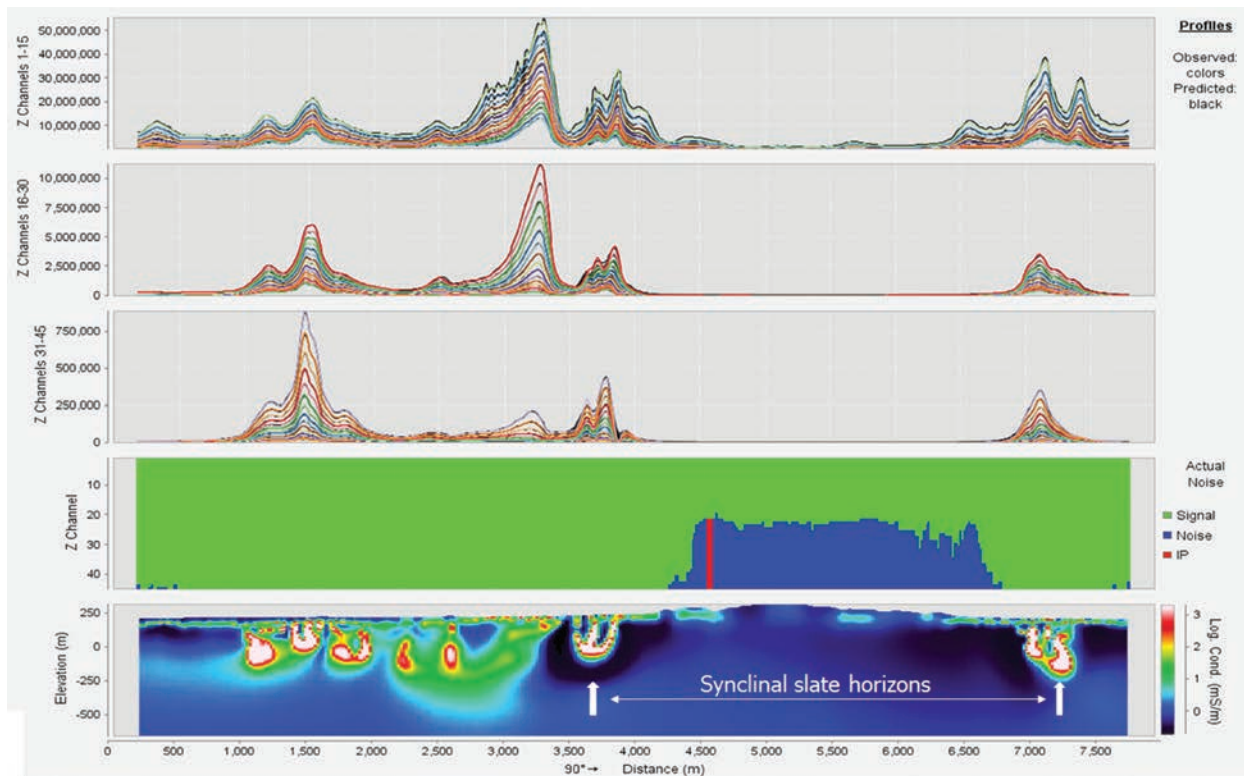 Profiles
Observed:
colors
Predicted:
black
Z Channels 1-15
50,000,000
40,000,000
30,000,000
20,000,000
10,000,000
Z Channels 16-30
10,000,000
7,500,000
5,000,000
2,500,000
0
Z Channels 31-45
750,000
500,000
250,000
0
Z Channel
10
20
30
40
Actual
Noise
Signal
Noise
IP
Elevation (m)
250
0
-250
-500
Synclinal slate horizons
3
2
1
0
Log. Cond. (mS/m)
0 500 1,000 1,500 2,000 2,500 3,000 3,500 4,000 4,500 5,000 5,500 6,000 6,500 7,000 7,500
90°→ Distance (m)